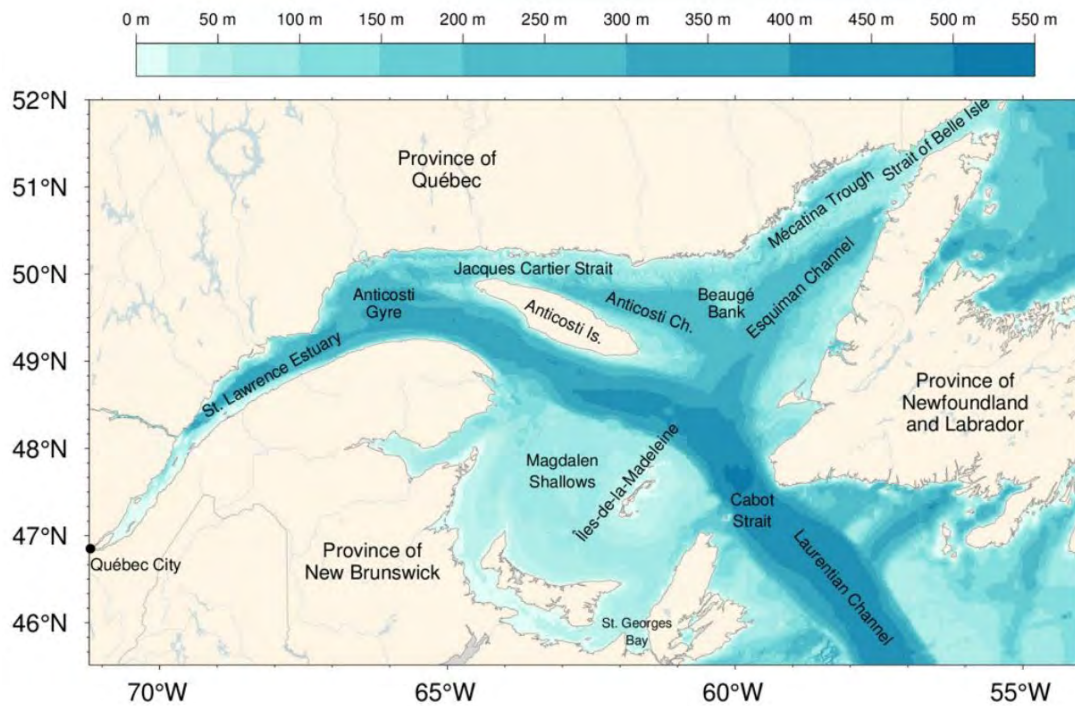 0 m 50 m 100 m 150 m 200 m 250 m 300 m 350 m 400 m 450 m 500 m 550 m
52°N
51°N
50°N
49°N
48°N
47°N
46°N
Province of
Québec
Strait of Belle Isle
Mécatina Trough
Jacques Cartier Strait
Esquiman Channel
Anticosti
Gyre
Anticosti Is.
Anticosti Ch.
Beaugé
Bank
St. Lawrence Estuary
Province of
Newfoundland
and Labrador
Magdalen
Shallows
Îles-de-la-Madeleine
Cabot
Strait
Québec City
Province of
New Brunswick
Laurentian Channel
St. Georges
Bay
70°W 65°W 60°W 55°W